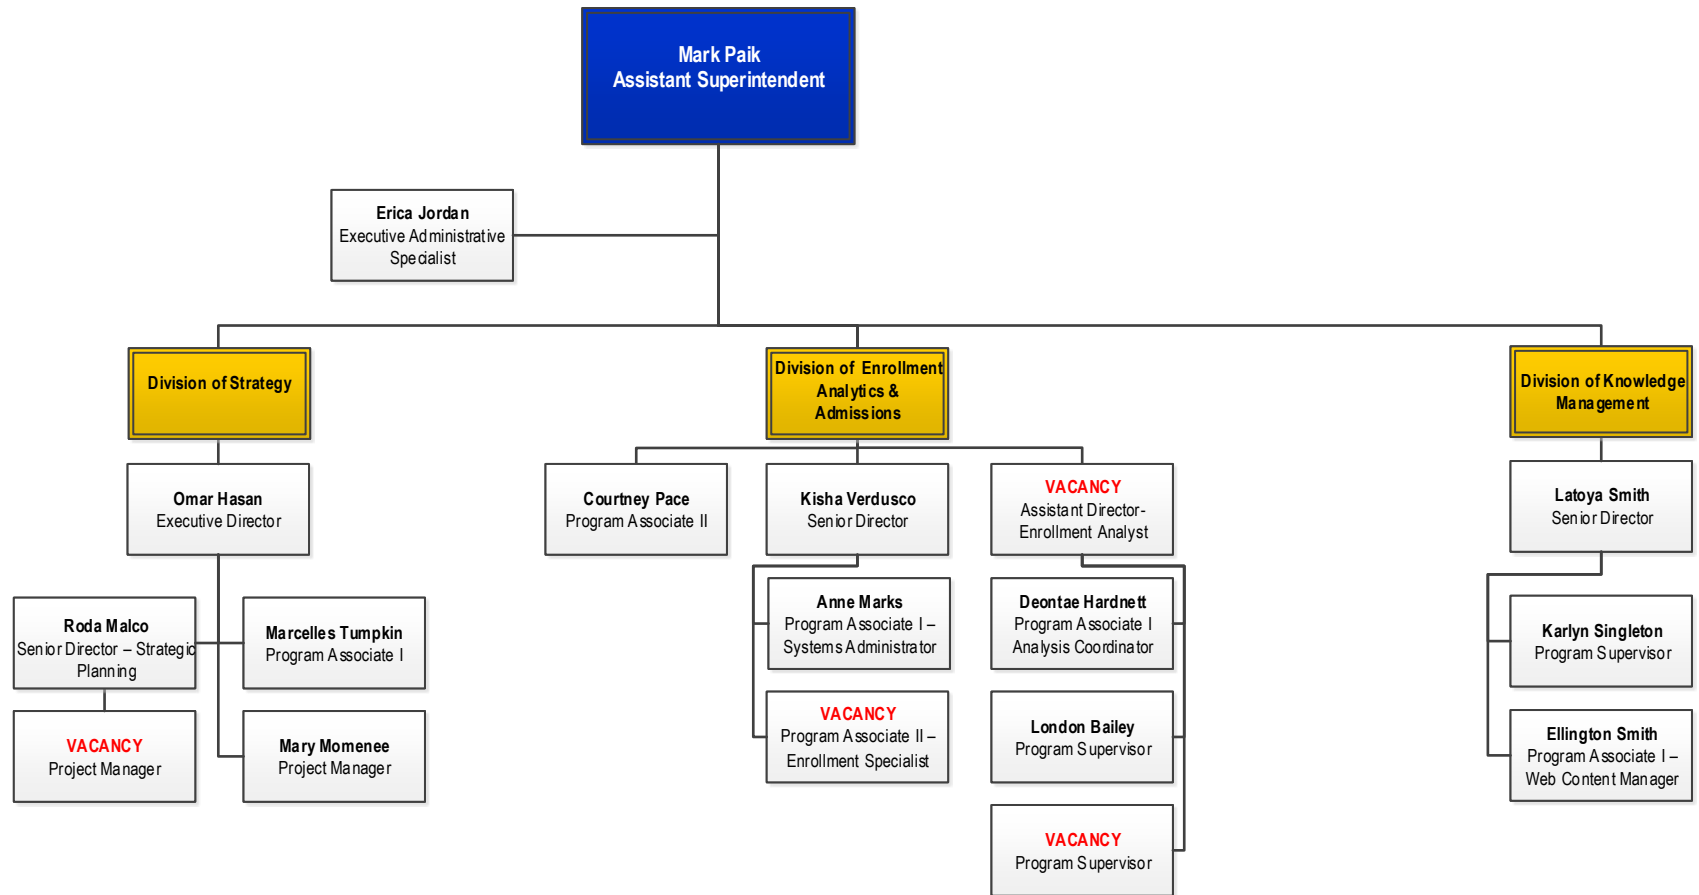 Mark Paik
Assistant Superintendent
Erica Jordan
Executive Administrative
Specialist
Division of Strategy
Division of Enrollment
Analytics &
Admissions
Division of Knowledge
Management
Omar Hasan
Executive Director
Courtney Pace
Program Associate II
Kisha Verdusco
Senior Director
VACANCY
Assistant Director-
Enrollment Analyst
Latoya Smith
Senior Director
Roda Malco
Senior Director – Strategic
Planning
Marcelles Tumpkin
Program Associate I
Anne Marks
Program Associate I –
Systems Administrator
Deontae Hardnett
Program Associate I
Analysis Coordinator
Karlyn Singleton
Program Supervisor
VACANCY
Project Manager
Mary Momenee
Project Manager
VACANCY
Program Associate II –
Enrollment Specialist
London Bailey
Program Supervisor
Ellington Smith
Program Associate I –
Web Content Manager
VACANCY
Program Supervisor